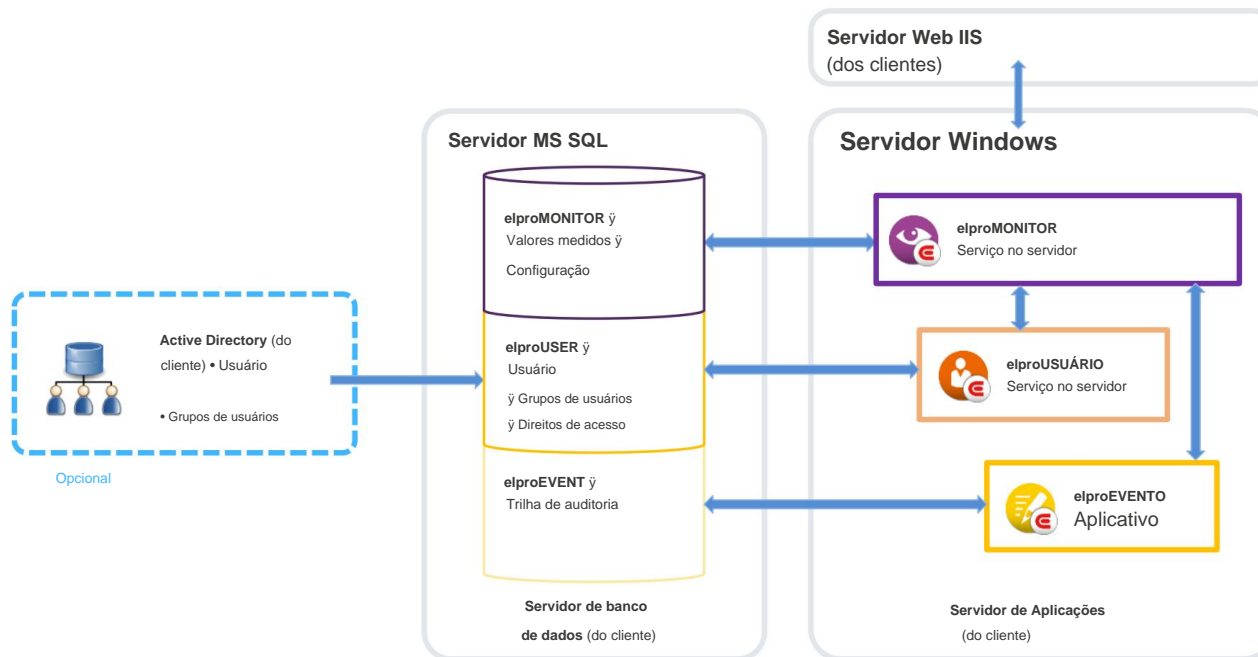 Servidor Web IIS
(dos clientes)
Servidor MS SQL
Servidor Windows
elproMONITOR ÿ
Valores medidos ÿ
Configuração
elproMONITOR
Serviço no servidor
Active Directory (do
cliente) • Usuário
• Grupos de usuários
Opcional
elproUSER ÿ
Usuário
ÿ Grupos de usuários
ÿ Direitos de acesso
elproUSUÁRIO
Serviço no servidor
elproEVENT ÿ
Trilha de auditoria
elproEVENTO
Aplicativo
Servidor de banco
de dados (do cliente)
Servidor de Aplicações
(do cliente)